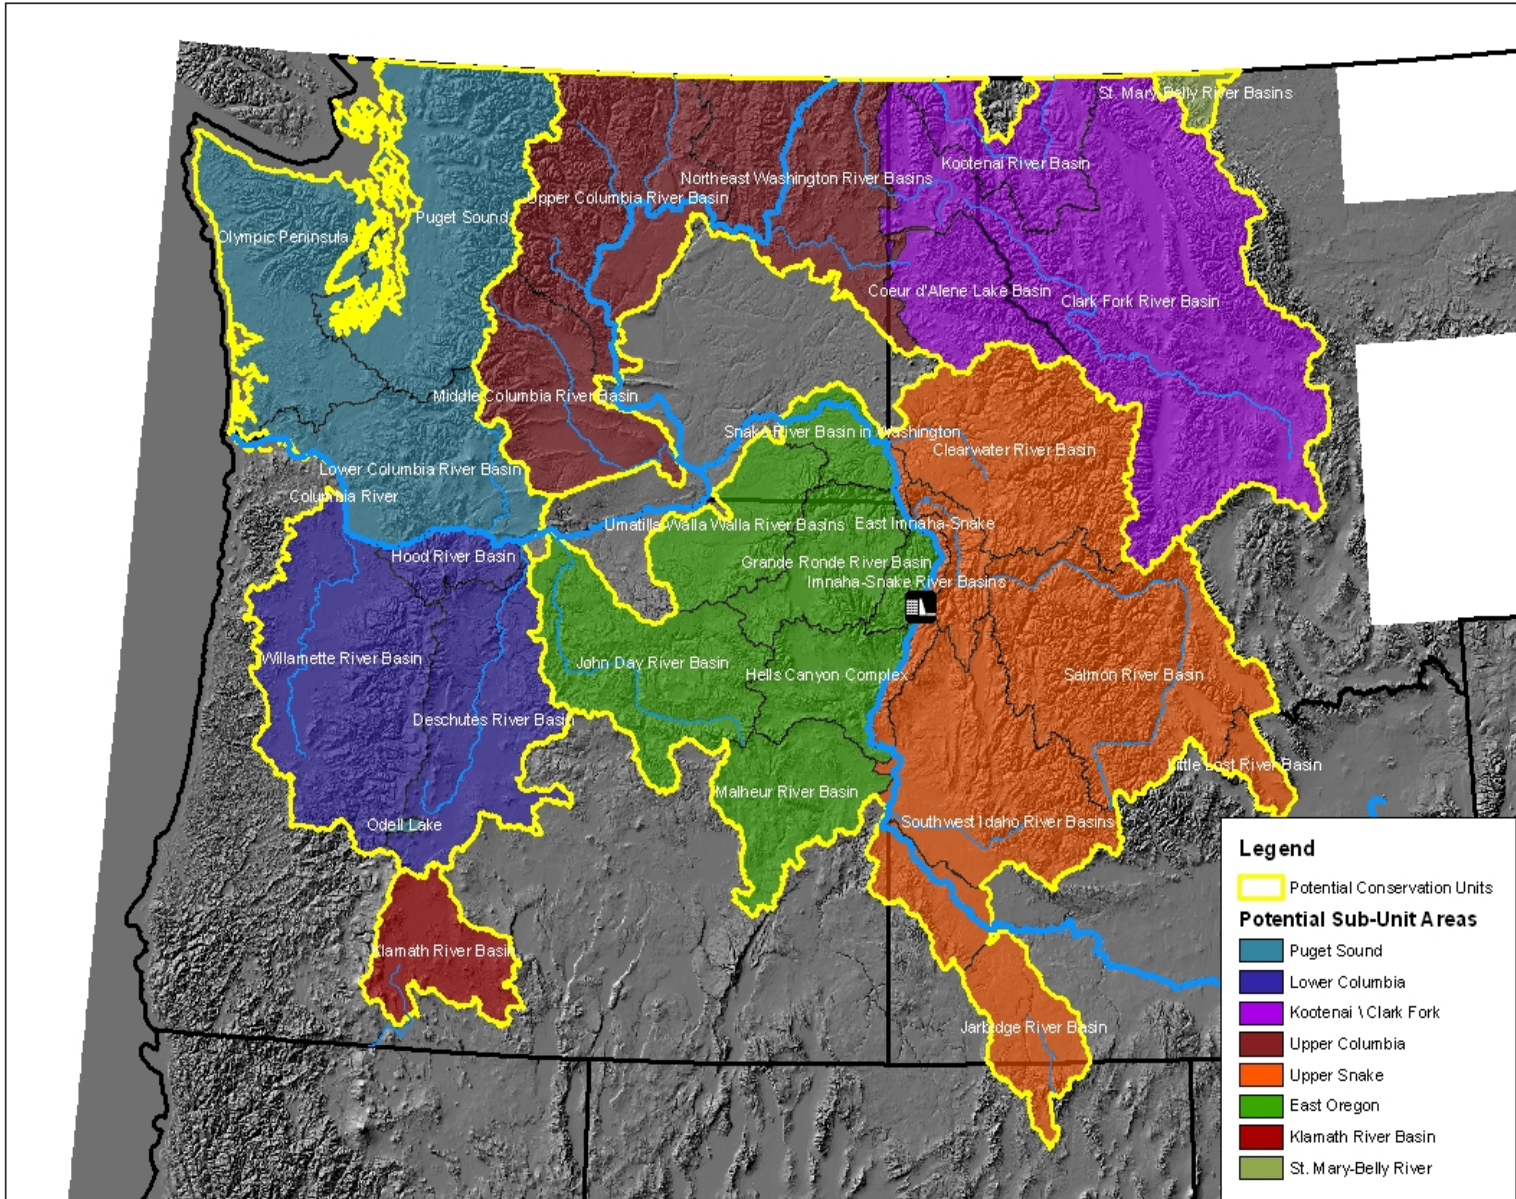 St. Mary-Belly River Basins
Kootenai River Basin
Northeast Washington River Basins
Upper Columbia River Basin
Puget Sound
Olympic Peninsula
Coeur d'Alene Lake Basin
Clark Fork River Basin
Middle Columbia River Basin
Snake River Basin in Washington
Clearwater River Basin
Lower Columbia River Basin
Columbia River
Umatilla-Walla Walla River Basins
East Imnaha-Snake
Hood River Basin
Grande Ronde River Basin
Imnaha-Snake River Basins
Willamette River Basin
John Day River Basin
Hells Canyon Complex
Salmon River Basin
Deschutes River Basin
Little Lost River Basin
Malheur River Basin
Odell Lake
Southwest Idaho River Basins
Klamath River Basin
Jarbidge River Basin
Legend
Potential Conservation Units
Potential Sub-Unit Areas
Puget Sound
Lower Columbia
Kootenai \ Clark Fork
Upper Columbia
Upper Snake
East Oregon
Klamath River Basin
St. Mary-Belly River